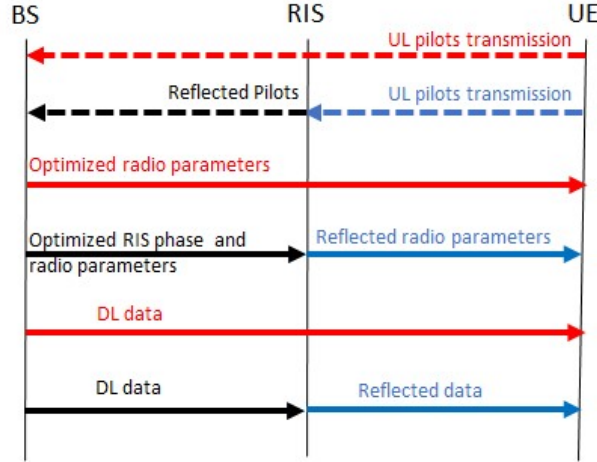 BS
RIS
UE
UL pilots transmission
Reflected Pilots
UL pilots transmission
Optimized radio parameters
Optimized RIS phase and
radio parameters
Reflected radio parameters
DL data
DL data
Reflected data